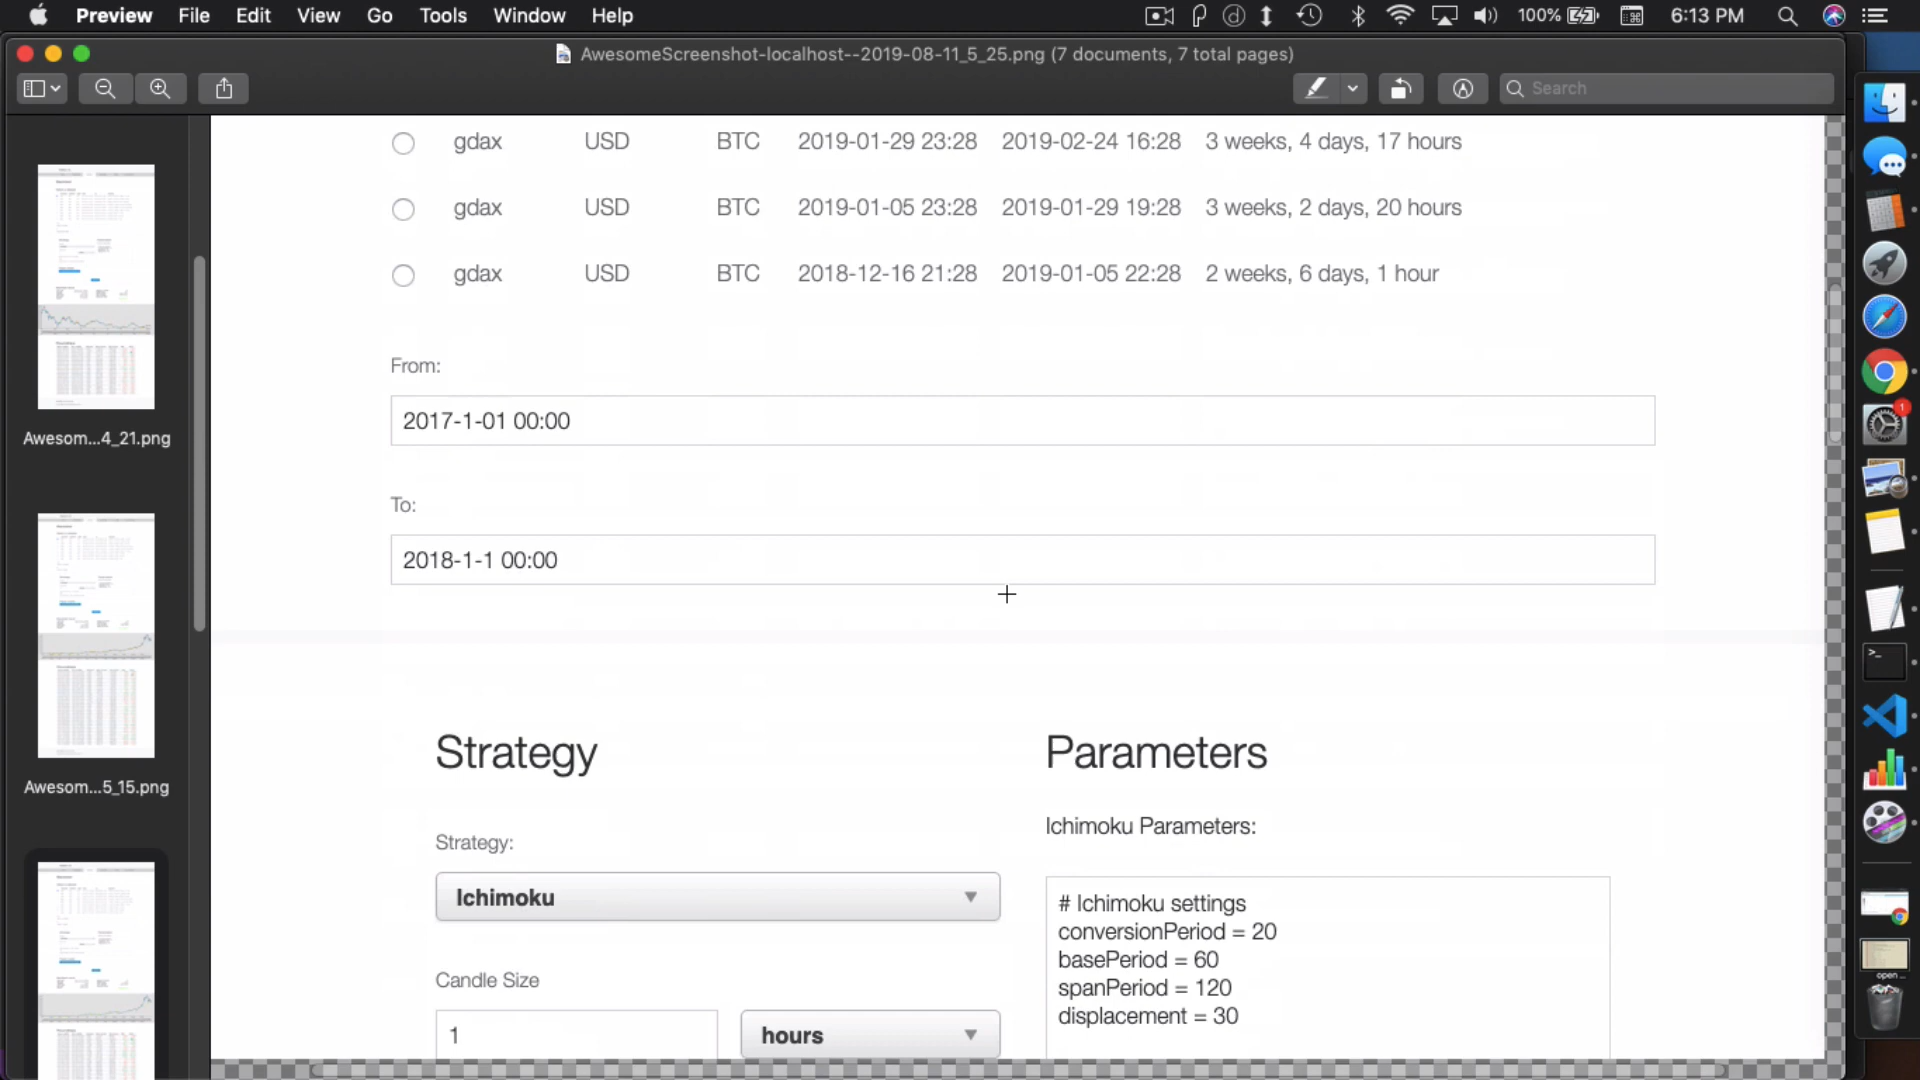 Preview File Edit View Go Tools Window Help 100% 6:13 PM
AwesomeScreenshot-localhost--2019-08-11_5_25.png (7 documents, 7 total pages)
Search
gdax USD BTC 2019-01-29 23:28 2019-02-24 16:28 3 weeks, 4 days, 17 hours
gdax USD BTC 2019-01-05 23:28 2019-01-29 19:28 3 weeks, 2 days, 20 hours
gdax USD BTC 2018-12-16 21:28 2019-01-05 22:28 2 weeks, 6 days, 1 hour
From:
2017-1-01 00:00
To:
2018-1-1 00:00
Strategy
Strategy:
Ichimoku
Candle Size
1 hours
Parameters
Ichimoku Parameters:
# Ichimoku settings
conversionPeriod = 20
basePeriod = 60
spanPeriod = 120
displacement = 30
Awesom...4_21.png
Awesom...5_15.png
1
>_
open ...